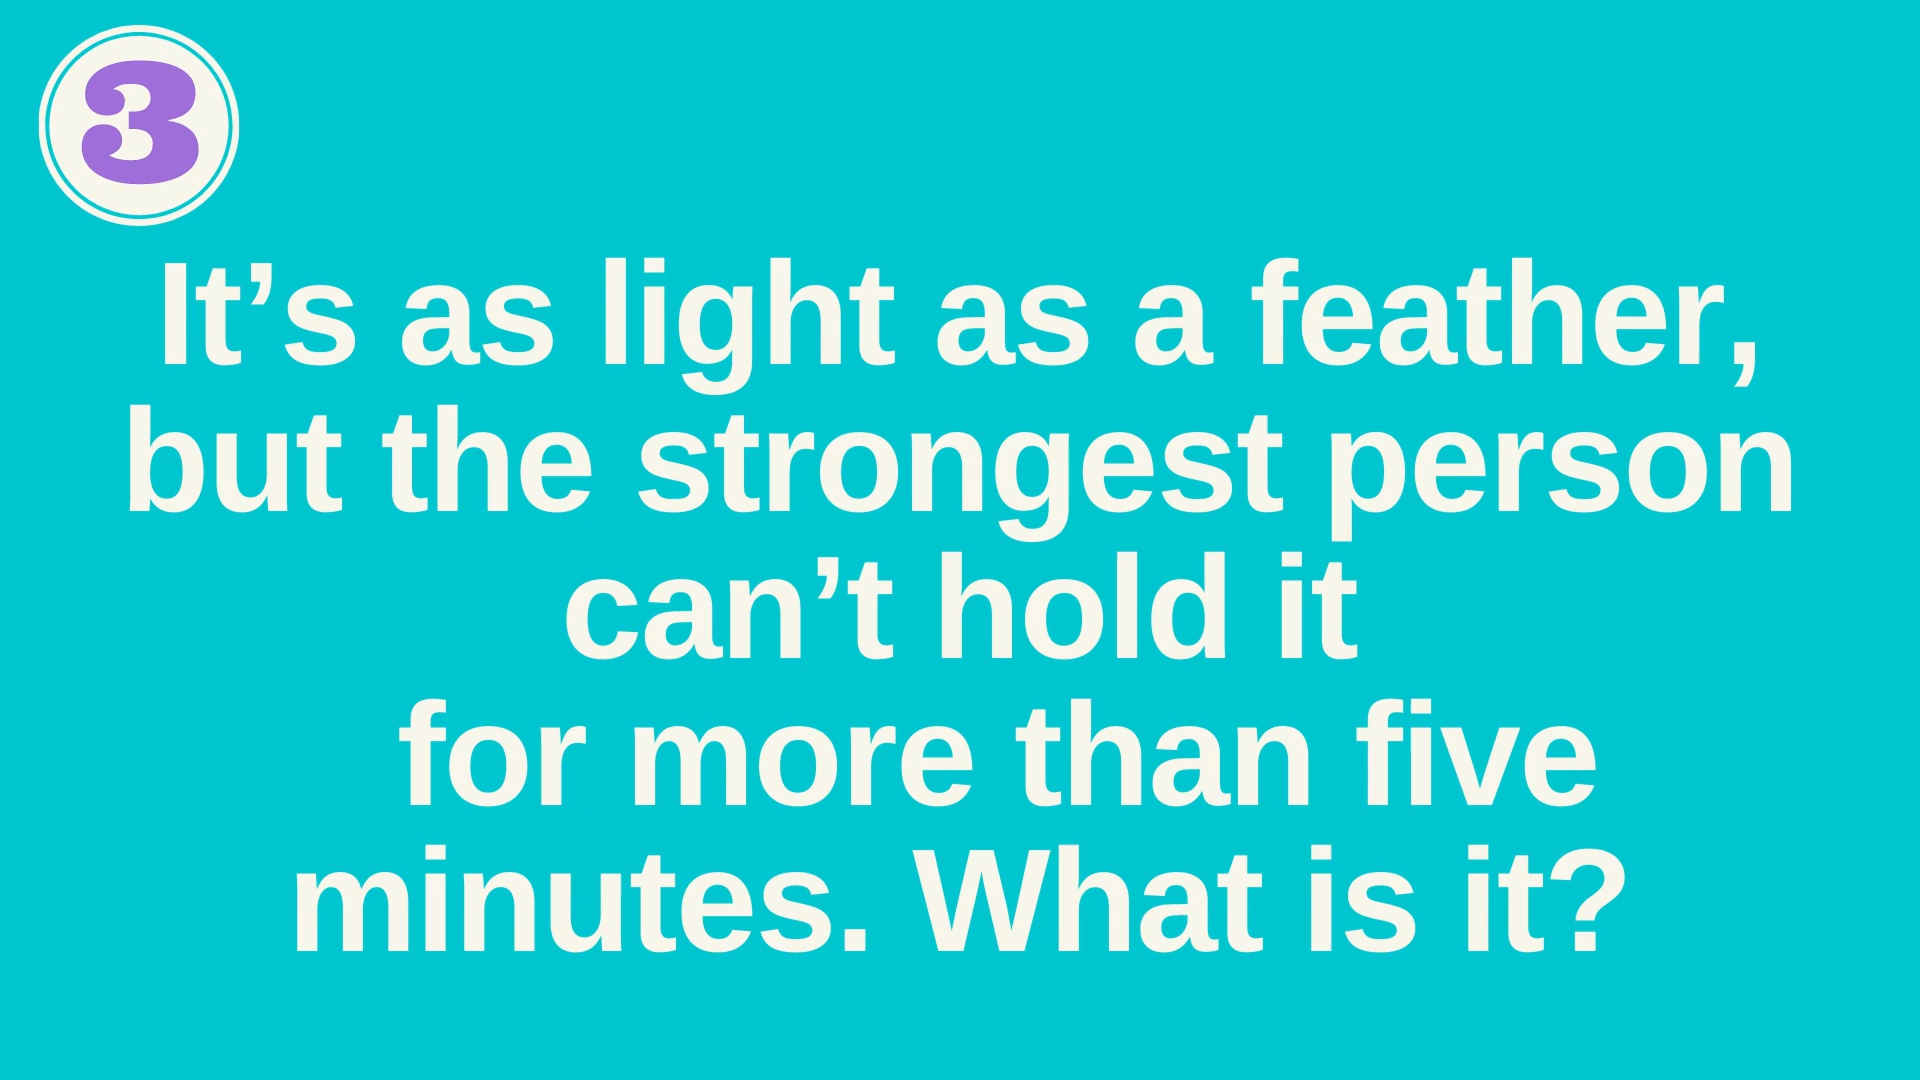 3
It’s as light as a feather,
but the strongest person
can’t hold it
for more than five
minutes. What is it?